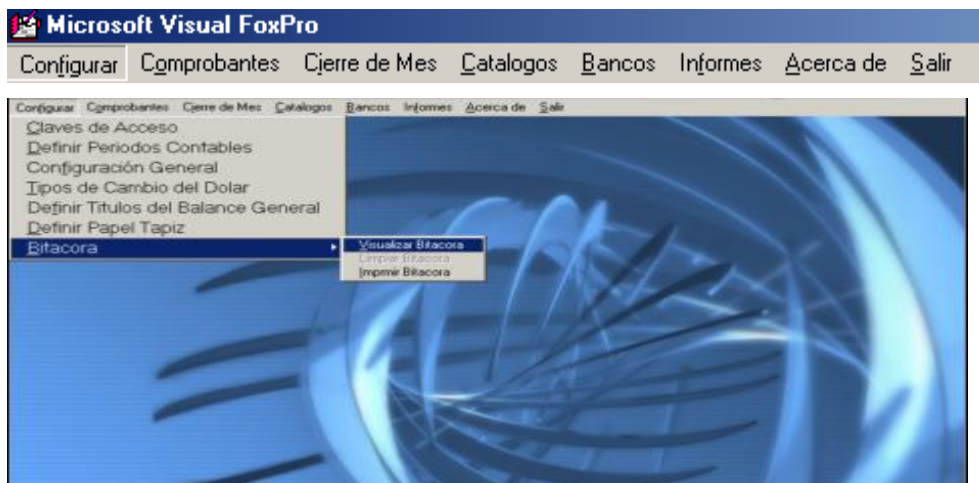 Microsoft Visual FoxPro
Configurar Comprobantes Cierre de Mes Catalogos Bancos Informes Acerca de Salir
Configurar Comprobantes Cierre de Mes Catalogos Bancos Informes Acerca de Salir
Claves de Acceso
Definir Periodos Contables
Configuración General
Tipos de Cambio del Dolar
Definir Titulos del Balance General
Definir Papel Tapiz
Bitacora
Visualizar Bitacora
Limpiar Bitacora
Imprimir Bitacora